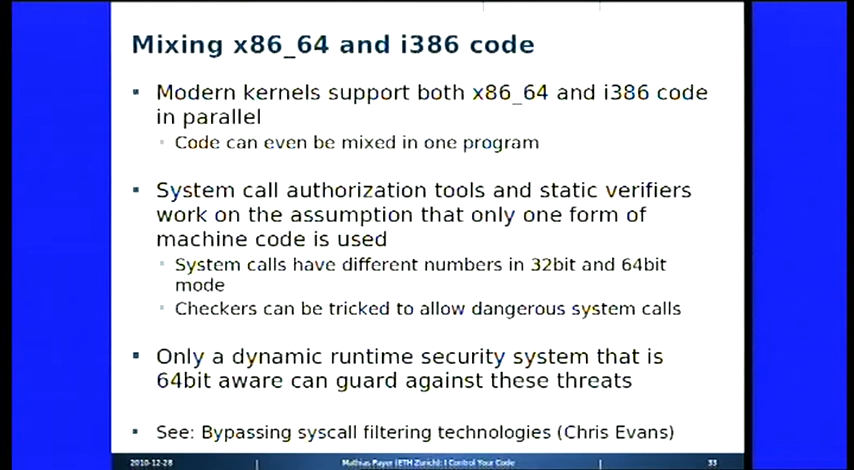 Mixing x86_64 and i386 code
Modern kernels support both x86_64 and i386 code
in parallel
Code can even be mixed in one program
System call authorization tools and static verifiers
work on the assumption that only one form of
machine code is used
System calls have different numbers in 32bit and 64bit
mode
Checkers can be tricked to allow dangerous system calls
Only a dynamic runtime security system that is
64bit aware can guard against these threats
See: Bypassing syscall filtering technologies (Chris Evans)
2010-12-28 Mathias Payer (ETH Zurich): I Control Your Code 33